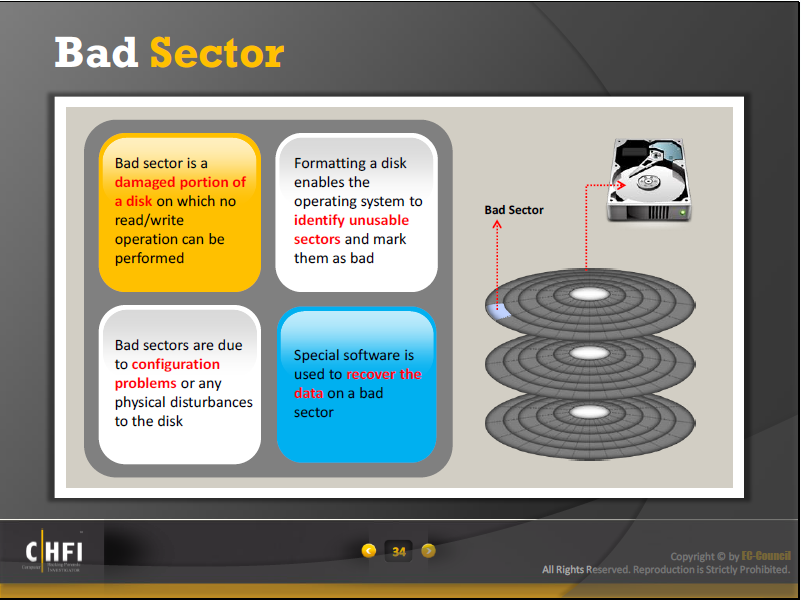 Bad Sector
Bad sector is a
damaged portion of
a disk on which no
read/write
operation can be
performed
Formatting a disk
enables the
operating system to
identify unusable
sectors and mark
them as bad
Bad sectors are due
to configuration
problems or any
physical disturbances
to the disk
Special software is
used to recover the
data on a bad
sector
Bad Sector
CHFI
34
Copyright © by EC-Council
All Rights Reserved. Reproduction is Strictly Prohibited.